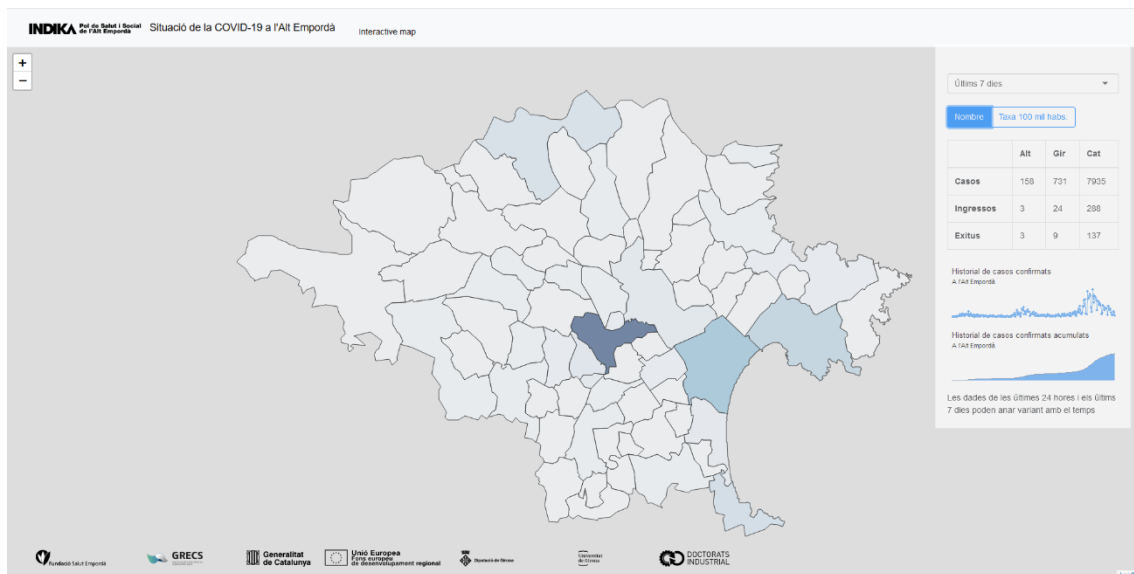 INDIKA Pol de Salut i Social
de l'Alt Empordà
Situació de la COVID-19 a l'Alt Empordà
Interactive map
+
−
Últims 7 dies
Nombre Taxa 100 mil habs.
Alt Gir Cat
Casos 158 731 7935
Ingressos 3 24 288
Exitus 3 9 137
Historial de casos confirmats
A l'Alt Empordà
Historial de casos confirmats acumulats
A l'Alt Empordà
Les dades de les últimes 24 hores i els últims
7 dies poden anar variant amb el temps
Fundació Salut Empordà
GRECS
Generalitat
de Catalunya
Unió Europea
Fons europeu
de desenvolupament regional
Diputació de Girona
Universitat
de Girona
DOCTORATS
INDUSTRIAL